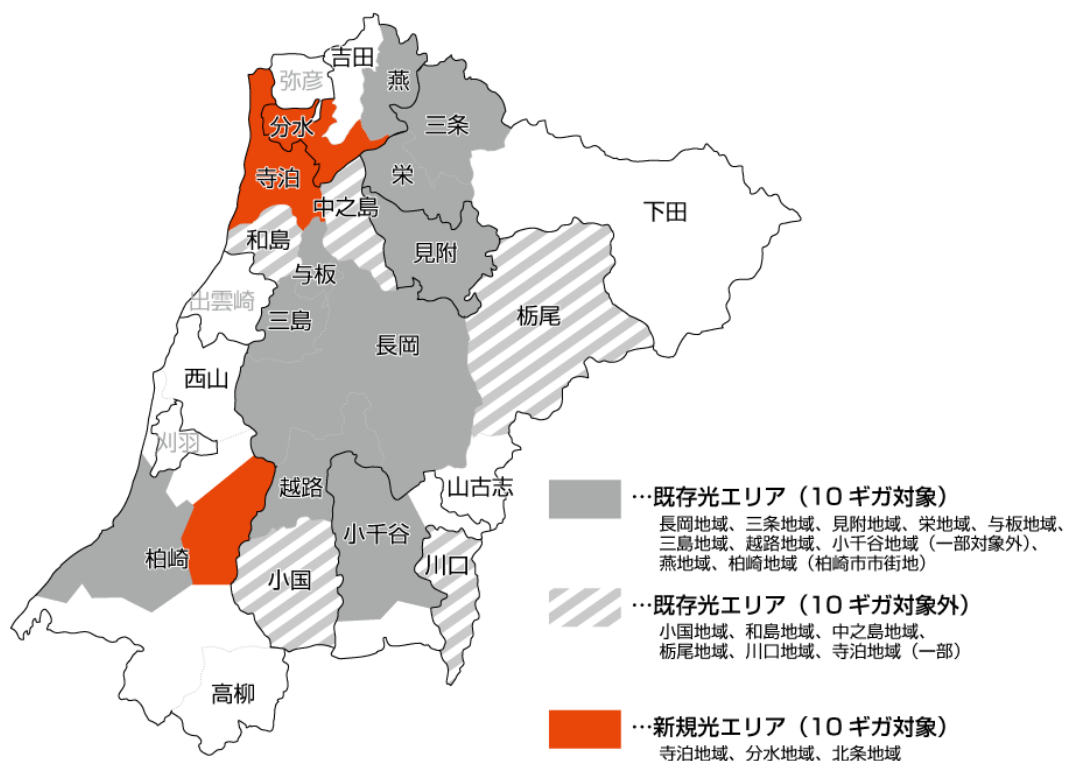 吉田
弥彦
燕
分水
三条
寺泊
栄
中之島
下田
和島
見附
与板
出雲崎
三島
栃尾
長岡
西山
刈羽
越路
山古志
小千谷
柏崎
川口
小国
高柳
…既存光エリア（10 ギガ対象）
長岡地域、三条地域、見附地域、栄地域、与板地域、
三島地域、越路地域、小千谷地域（一部対象外）、
燕地域、柏崎地域（柏崎市市街地）
…既存光エリア（10 ギガ対象外）
小国地域、和島地域、中之島地域、
栃尾地域、川口地域、寺泊地域（一部）
…新規光エリア（10 ギガ対象）
寺泊地域、分水地域、北条地域